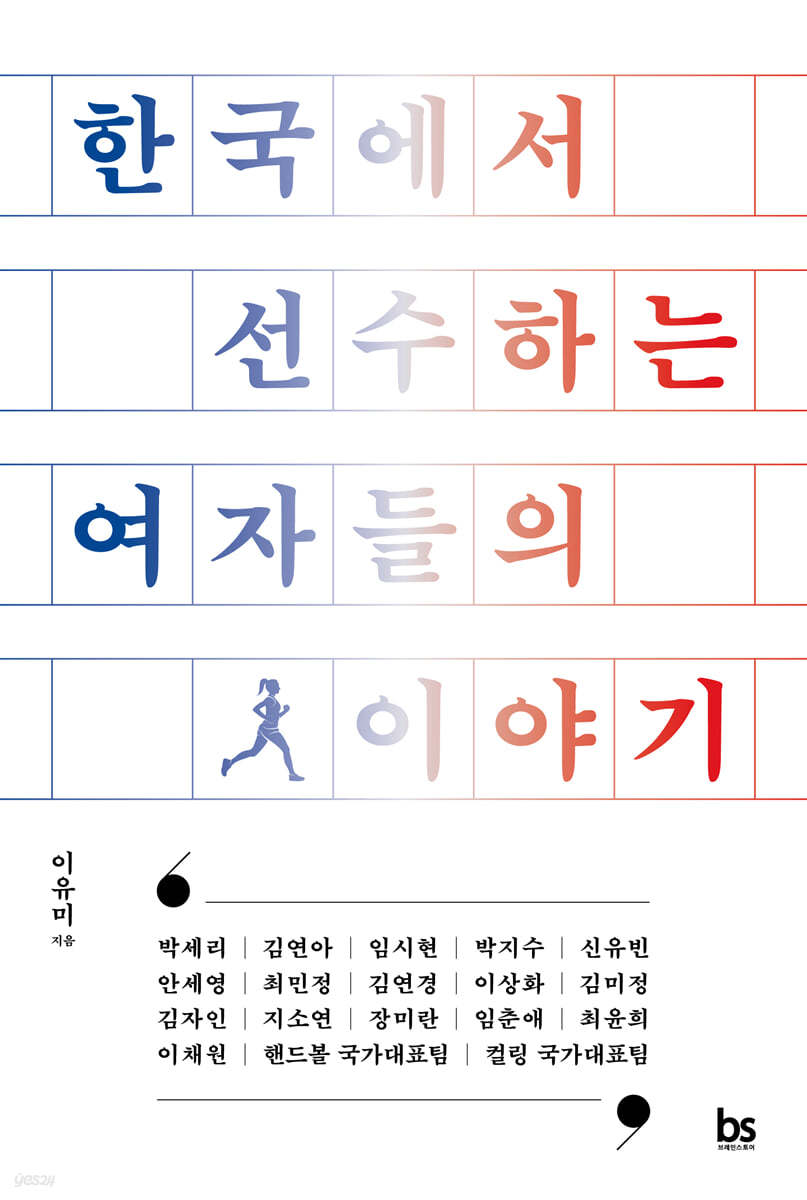 한국에서
선수하는
여자들의
이야기
이유미
지음
박세리 | 김연아 | 임시현 | 박지수 | 신유빈
안세영 | 최민정 | 김연경 | 이상화 | 김미정
김자인 | 지소연 | 장미란 | 임춘애 | 최윤희
이채원 | 핸드볼 국가대표팀 | 컬링 국가대표팀
bs
브레인스토어
yes24